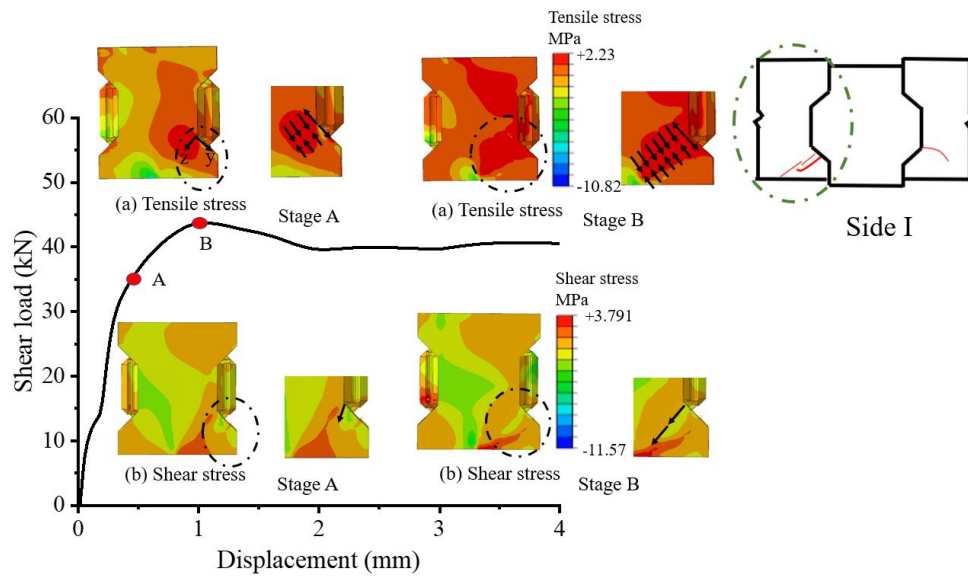 Tensile stress
MPa
+2.23
-10.82
z
y
(a) Tensile stress
Stage A
(a) Tensile stress
Stage B
Side I
Shear load (kN)
60
50
40
30
20
10
0
A
B
Shear stress
MPa
+3.791
-11.57
(b) Shear stress
Stage A
(b) Shear stress
Stage B
0
1
2
3
4
Displacement (mm)